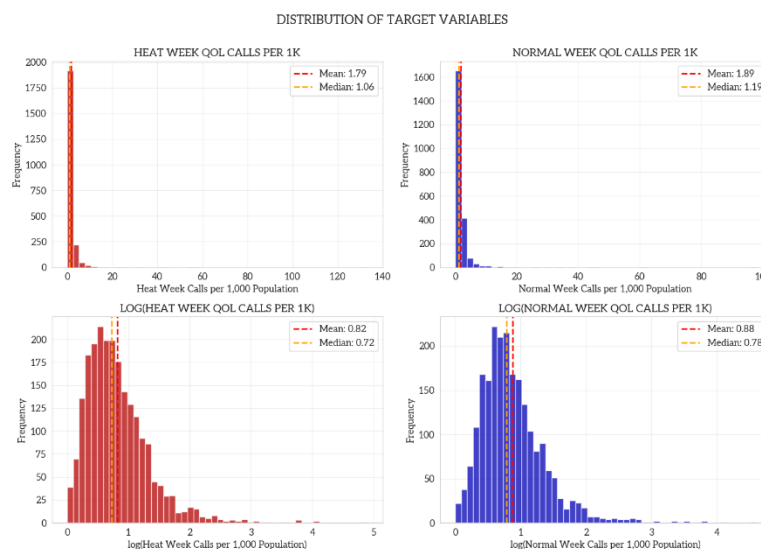 DISTRIBUTION OF TARGET VARIABLES
HEAT WEEK QOL CALLS PER 1K
Mean: 1.79
Median: 1.06
Frequency
2000
1750
1500
1250
1000
750
500
250
0
0 20 40 60 80 100 120 140
Heat Week Calls per 1,000 Population
NORMAL WEEK QOL CALLS PER 1K
Mean: 1.89
Median: 1.19
Frequency
1600
1400
1200
1000
800
600
400
200
0
0 20 40 60 80 100
Normal Week Calls per 1,000 Population
LOG(HEAT WEEK QOL CALLS PER 1K)
Mean: 0.82
Median: 0.72
Frequency
200
175
150
125
100
75
50
25
0
0 1 2 3 4 5
log(Heat Week Calls per 1,000 Population)
LOG(NORMAL WEEK QOL CALLS PER 1K)
Mean: 0.88
Median: 0.78
Frequency
200
150
100
50
0
0 1 2 3 4
log(Normal Week Calls per 1,000 Population)